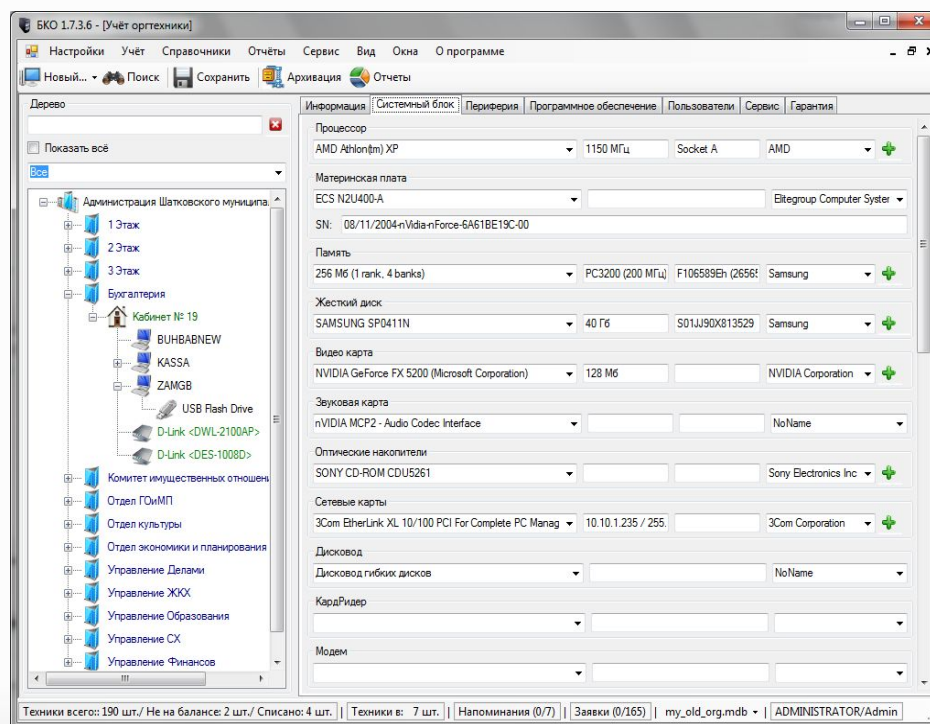 БКО 1.7.3.6 - [Учёт оргтехники]
Настройки Учёт Справочники Отчёты Сервис Вид Окна О программе
Новый... Поиск Сохранить Архивация Отчеты
Дерево
Показать всё
Все
Администрация Шатковского муниципа
1 Этаж
2 Этаж
3 Этаж
Бухгалтерия
Кабинет № 19
BUHBABNEW
KASSA
ZAMGB
USB Flash Drive
D-Link <DWL-2100AP>
D-Link <DES-1008D>
Комитет имущественных отношени
Отдел ГОиМП
Отдел культуры
Отдел экономики и планирования
Управление Делами
Управление ЖКХ
Управление Образования
Управление СХ
Управление Финансов
Информация Системный блок Периферия Программное обеспечение Пользователи Сервис Гарантия
Процессор
AMD Athlon(tm) XP 1150 МГц Socket A AMD
Материнская плата
ECS N2U400-A Elitegroup Computer Syster
SN: 08/11/2004-nVidia-nForce-6A61BE19C-00
Память
256 Мб (1 rank, 4 banks) PC3200 (200 МГц) F106589Eh (26565 Samsung
Жесткий диск
SAMSUNG SP0411N 40 Гб S01JJ90X813529 Samsung
Видео карта
NVIDIA GeForce FX 5200 (Microsoft Corporation) 128 Мб NVIDIA Corporation
Звуковая карта
nVIDIA MCP2 - Audio Codec Interface NoName
Оптические накопители
SONY CD-ROM CDU5261 Sony Electronics Inc
Сетевые карты
3Com EtherLink XL 10/100 PCI For Complete PC Manag 10.10.1.235 / 255. 3Com Corporation
Дисковод
Дисковод гибких дисков NoName
КардРидер
Модем
Техники всего:: 190 шт./ Не на балансе: 2 шт./ Списано: 4 шт. Техники в: 7 шт. Напоминания (0/7) Заявки (0/165) my_old_org.mdb ADMINISTRATOR/Admin